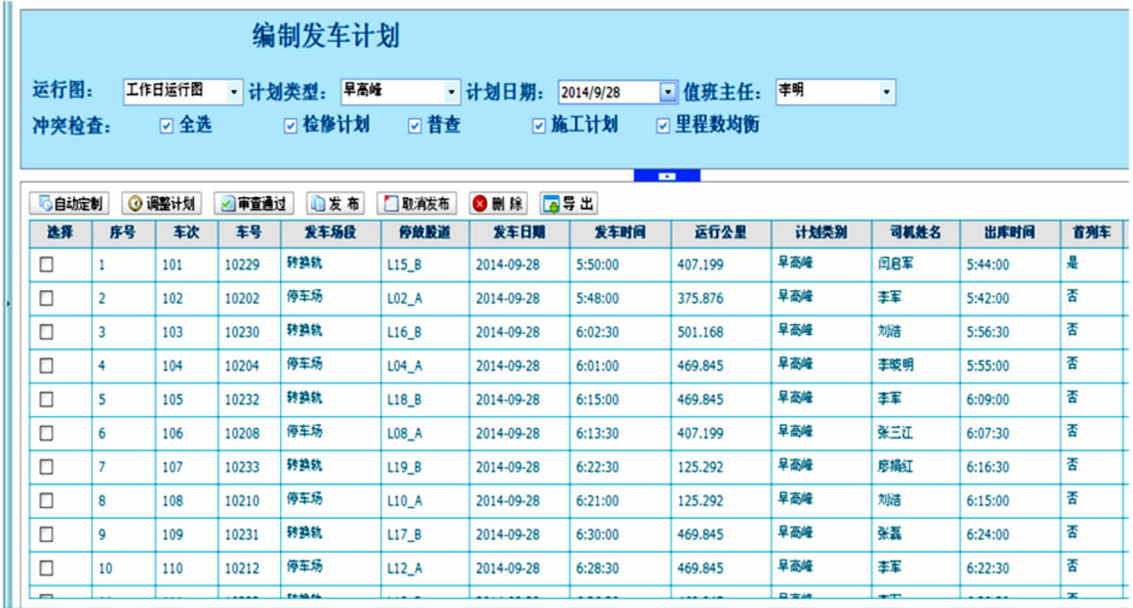 编制发车计划
运行图： 工作日运行图 计划类型： 早高峰 计划日期： 2014/9/28 值班主任： 李明
冲突检查： 全选 检修计划 普查 施工计划 里程数均衡
自动定制 调整计划 审查通过 发布 取消发布 删除 导出
选择 序号 车次 车号 发车场段 停放股道 发车日期 发车时间 运行公里 计划类别 司机姓名 出库时间 首列车
1 101 10229 转换轨 L15_B 2014-09-28 5:50:00 407.199 早高峰 闫启军 5:44:00 是
2 102 10202 停车场 L02_A 2014-09-28 5:48:00 375.876 早高峰 李军 5:42:00 否
3 103 10230 转换轨 L16_B 2014-09-28 6:02:30 501.168 早高峰 刘洁 5:56:30 否
4 104 10204 停车场 L04_A 2014-09-28 6:01:00 469.845 早高峰 李晓明 5:55:00 否
5 105 10232 转换轨 L18_B 2014-09-28 6:15:00 469.845 早高峰 李军 6:09:00 否
6 106 10208 停车场 L08_A 2014-09-28 6:13:30 407.199 早高峰 张三江 6:07:30 否
7 107 10233 转换轨 L19_B 2014-09-28 6:22:30 125.292 早高峰 廖娟红 6:16:30 否
8 108 10210 停车场 L10_A 2014-09-28 6:21:00 125.292 早高峰 刘洁 6:15:00 否
9 109 10231 转换轨 L17_B 2014-09-28 6:30:00 469.845 早高峰 张磊 6:24:00 否
10 110 10212 停车场 L12_A 2014-09-28 6:28:30 469.845 早高峰 李军 6:22:30 否